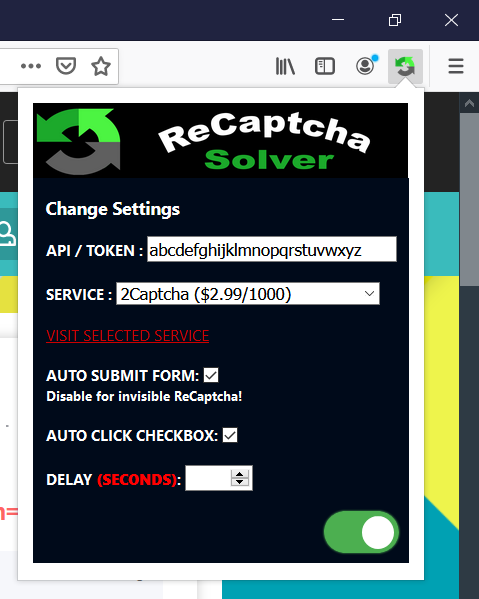 ReCaptcha
Solver
Change Settings
API / TOKEN : abcdefghijklmnopqrstuvwxyz
SERVICE : 2Captcha ($2.99/1000)
VISIT SELECTED SERVICE
AUTO SUBMIT FORM:
Disable for invisible ReCaptcha!
AUTO CLICK CHECKBOX:
DELAY (SECONDS):